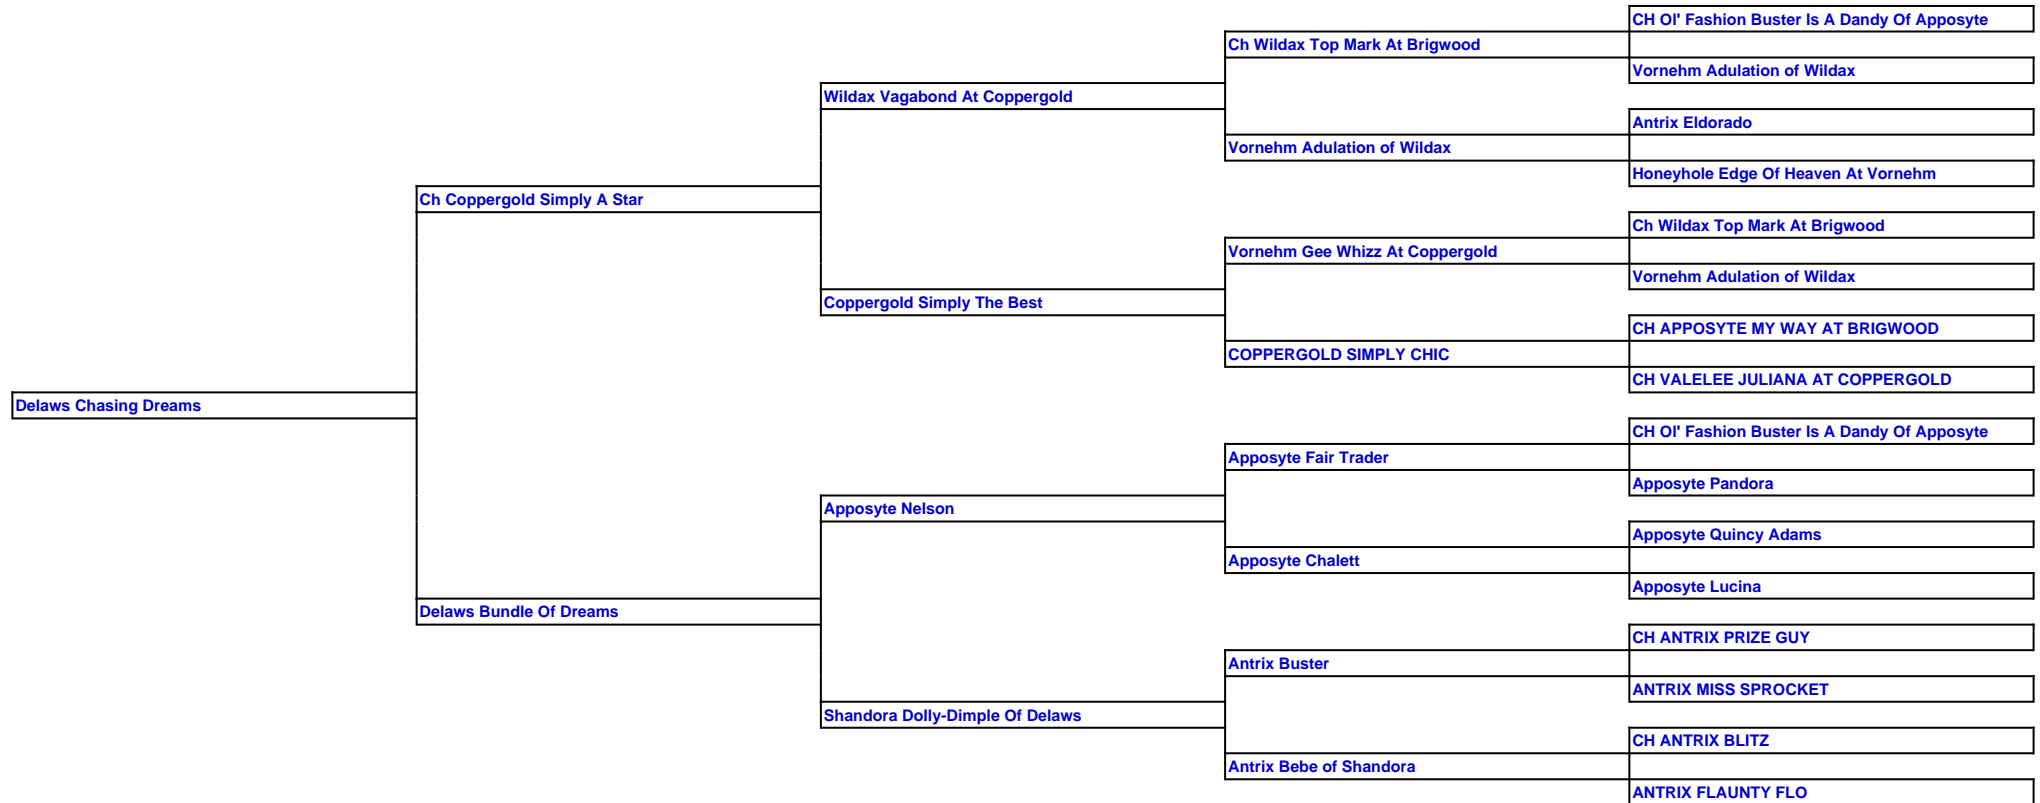 CH Ol' Fashion Buster Is A Dandy Of Apposyte
Ch Wildax Top Mark At Brigwood
Vornehm Adulation of Wildax
Wildax Vagabond At Coppergold
Antrix Eldorado
Vornehm Adulation of Wildax
Honeyhole Edge Of Heaven At Vornehm
Ch Coppergold Simply A Star
Ch Wildax Top Mark At Brigwood
Vornehm Gee Whizz At Coppergold
Vornehm Adulation of Wildax
Coppergold Simply The Best
CH APPOSYTE MY WAY AT BRIGWOOD
COPPERGOLD SIMPLY CHIC
CH VALELEE JULIANA AT COPPERGOLD
Delaws Chasing Dreams
CH Ol' Fashion Buster Is A Dandy Of Apposyte
Apposyte Fair Trader
Apposyte Pandora
Apposyte Nelson
Apposyte Quincy Adams
Apposyte Chalett
Apposyte Lucina
Delaws Bundle Of Dreams
CH ANTRIX PRIZE GUY
Antrix Buster
ANTRIX MISS SPROCKET
Shandora Dolly-Dimple Of Delaws
CH ANTRIX BLITZ
Antrix Bebe of Shandora
ANTRIX FLAUNTY FLO